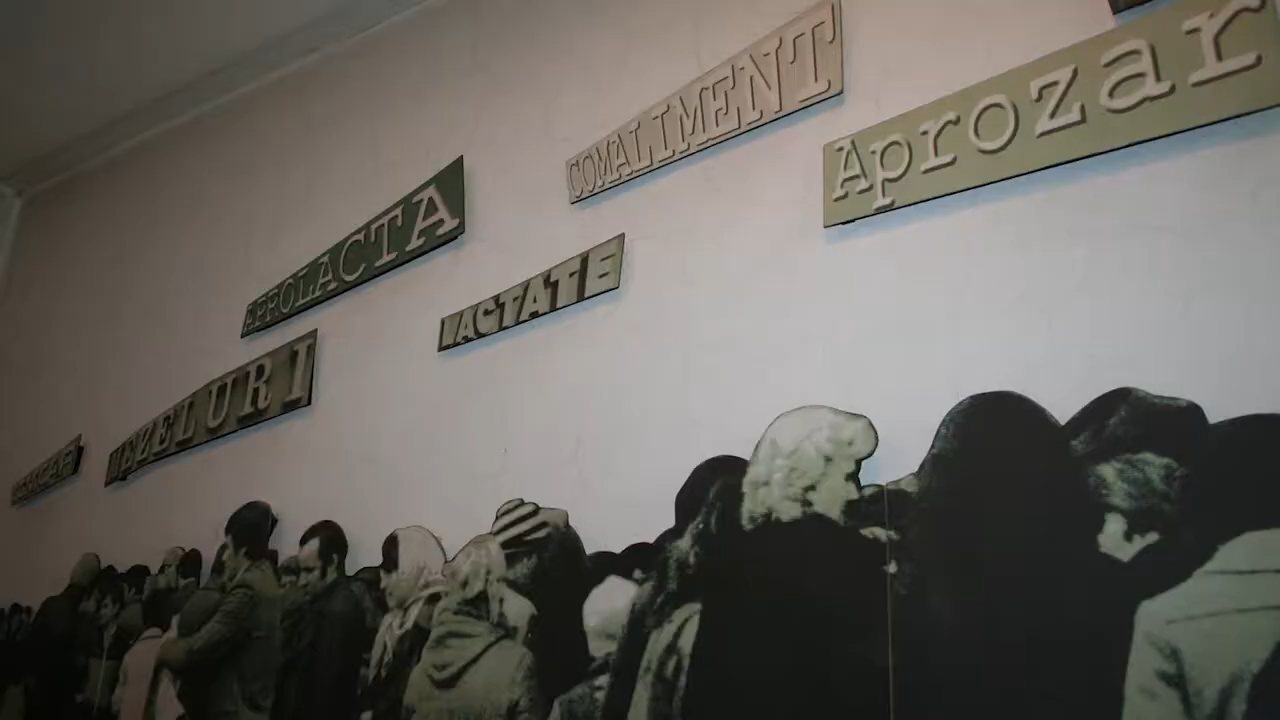 COMALIMENT
Aprozar
APROLACTA
LACTATE
MEZELURI